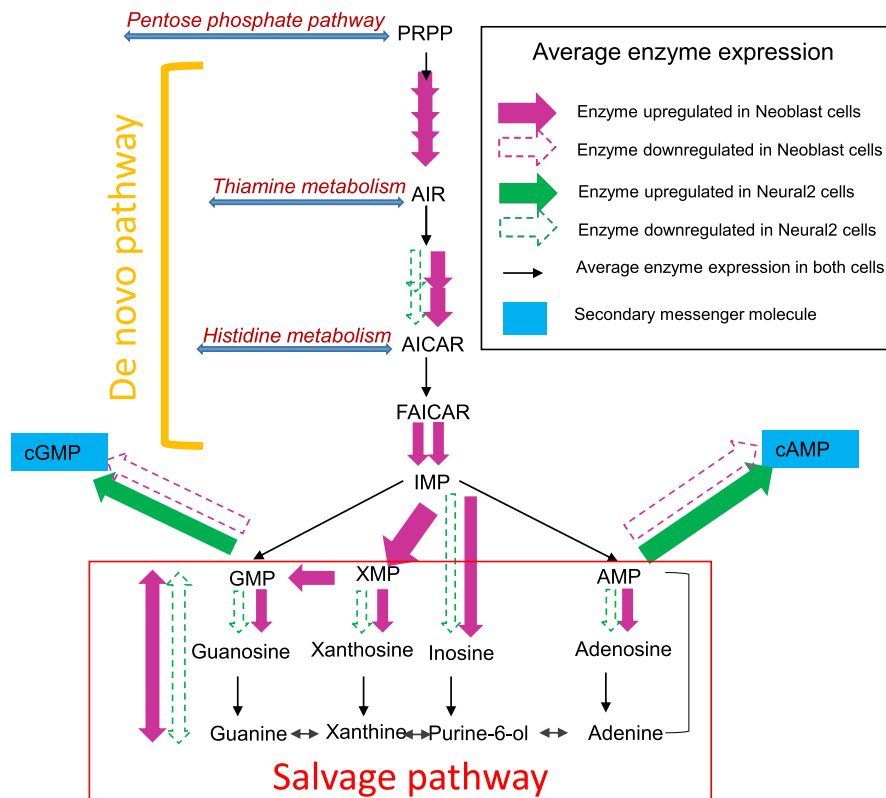 Pentose phosphate pathway
PRPP
De novo pathway
Thiamine metabolism
AIR
Histidine metabolism
AICAR
FAICAR
IMP
Average enzyme expression
Enzyme upregulated in Neoblast cells
Enzyme downregulated in Neoblast cells
Enzyme upregulated in Neural2 cells
Enzyme downregulated in Neural2 cells
Average enzyme expression in both cells
Secondary messenger molecule
cGMP
cAMP
GMP
XMP
AMP
Guanosine
Xanthosine
Inosine
Adenosine
Guanine
Xanthine
Purine-6-ol
Adenine
Salvage pathway